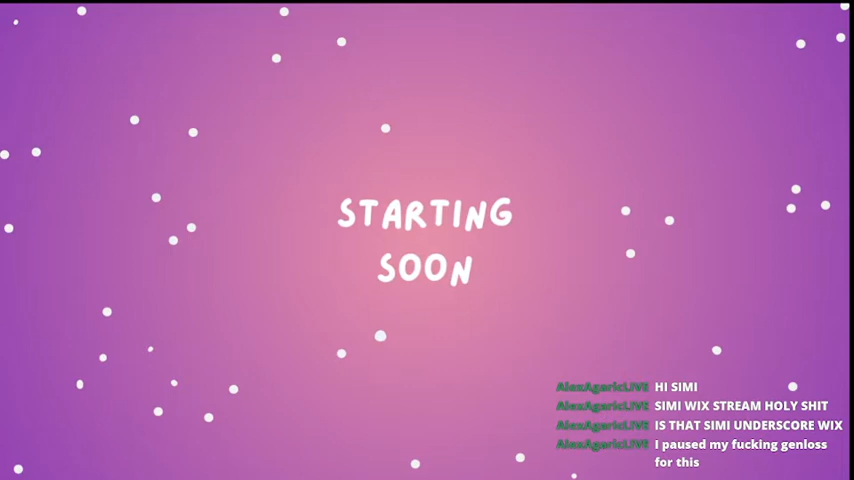 STARTING
SOON
AlexAgaricLIVE HI SIMI
AlexAgaricLIVE SIMI WIX STREAM HOLY SHIT
AlexAgaricLIVE IS THAT SIMI UNDERSCORE WIX
AlexAgaricLIVE I paused my fucking genloss
for this